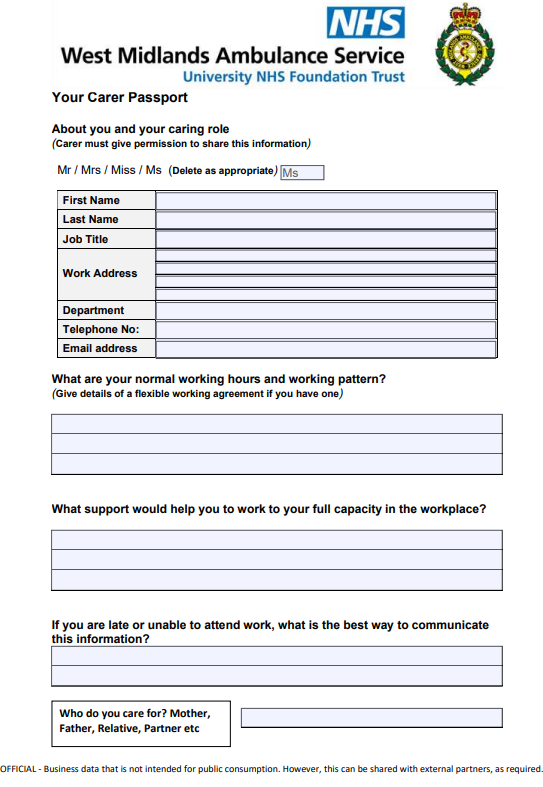 NHS
West Midlands Ambulance Service
University NHS Foundation Trust
Your Carer Passport
About you and your caring role
(Carer must give permission to share this information)
Mr / Mrs / Miss / Ms (Delete as appropriate) Ms
First Name
Last Name
Job Title
Work Address
Department
Telephone No:
Email address
What are your normal working hours and working pattern?
(Give details of a flexible working agreement if you have one)
What support would help you to work to your full capacity in the workplace?
If you are late or unable to attend work, what is the best way to communicate
this information?
Who do you care for? Mother,
Father, Relative, Partner etc
OFFICIAL - Business data that is not intended for public consumption. However, this can be shared with external partners, as required.